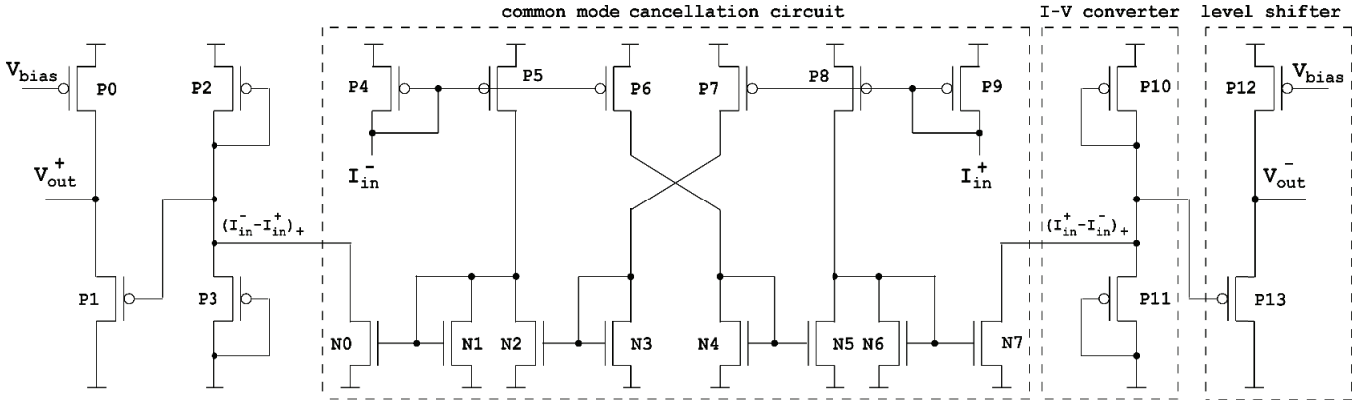 common mode cancellation circuit
I-V converter
level shifter
V_bias
P0
P2
P4
P5
P6
P7
P8
P9
P10
P12
V_bias
I_in^-
I_in^+
V_out^+
V_out^-
(I_in^- - I_in^+)_+
(I_in^+ - I_in^-)_+
P1
P3
P11
P13
N0
N1
N2
N3
N4
N5
N6
N7